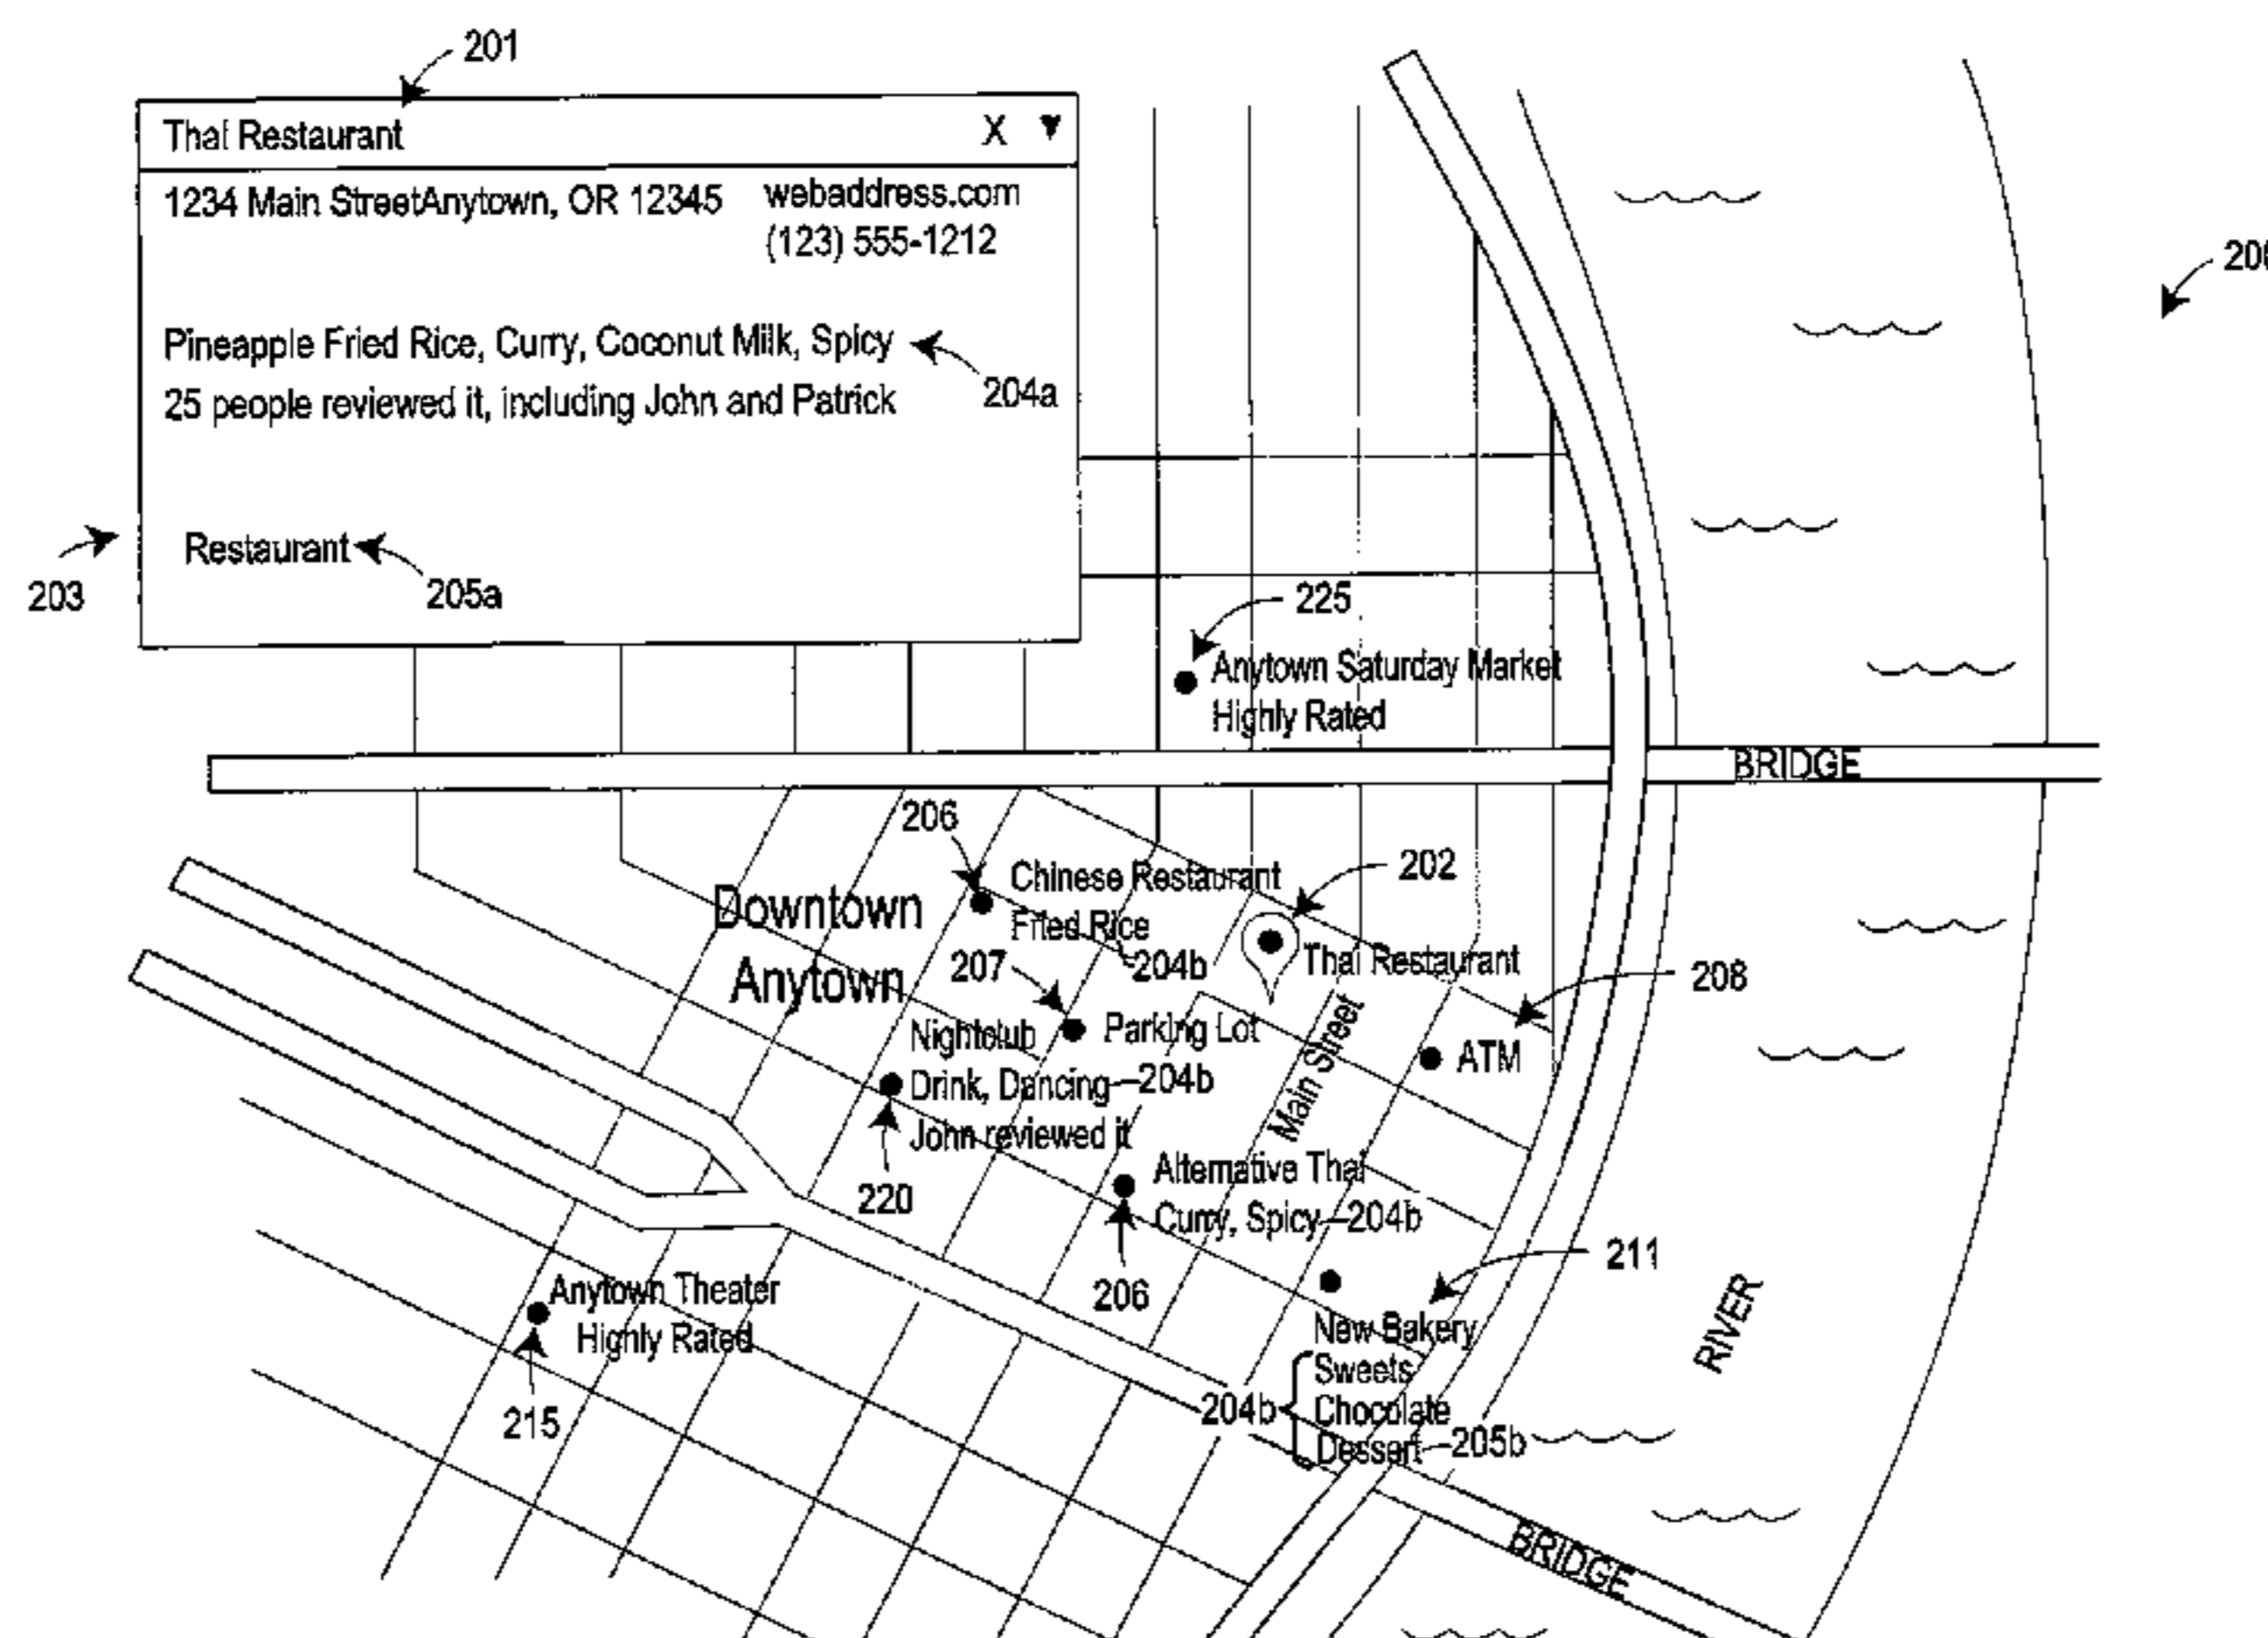 201
Thai Restaurant X ▼
1234 Main StreetAnytown, OR 12345 webaddress.com
(123) 555-1212
Pineapple Fried Rice, Curry, Coconut Milk, Spicy
204a
25 people reviewed it, including John and Patrick
203
Restaurant
205a
225
Anytown Saturday Market
Highly Rated
BRIDGE
206
Chinese Restaurant
Fried Rice
204b
202
Thai Restaurant
Downtown
Anytown
207
Parking Lot
208
ATM
Main Street
Nightclub
Drink, Dancing 204b
John reviewed it
220
Alternative Thai
Curry, Spicy 204b
206
211
New Bakery
Sweets
204b Chocolate
Dessert 205b
Anytown Theater
Highly Rated
215
RIVER
BRIDGE